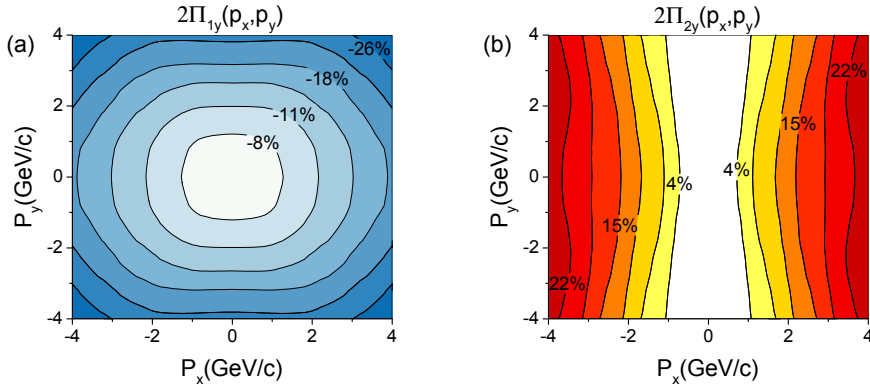 2Π1y(px,py)
(a)
-26%
-18%
-11%
-8%
4
2
0
-2
-4
Py(GeV/c)
-4 -2 0 2 4
Px(GeV/c)
2Π2y(px,py)
(b)
22%
15%
4%
4%
15%
22%
4
2
0
-2
-4
Py(GeV/c)
-4 -2 0 2 4
Px(GeV/c)